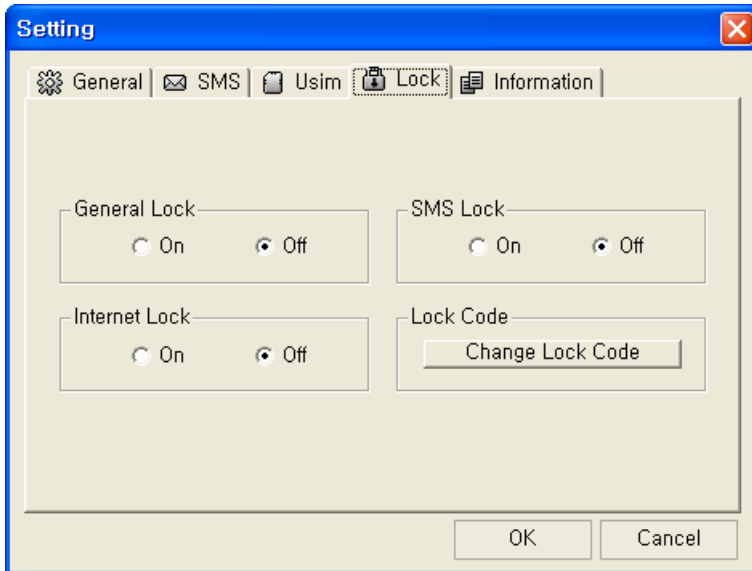 Setting
General SMS Usim Lock Information
General Lock
On Off
SMS Lock
On Off
Internet Lock
On Off
Lock Code
Change Lock Code
OK Cancel